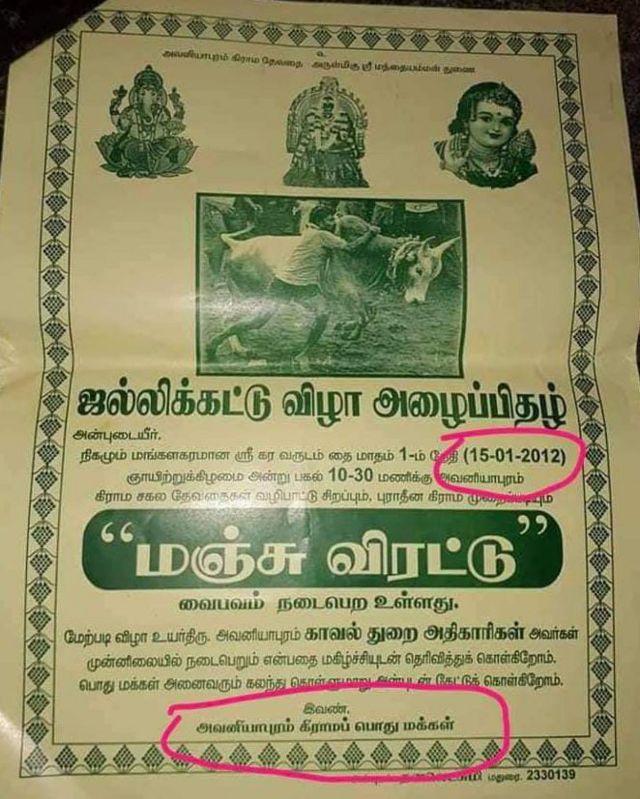 உ
அவனியாபுரம் கிராம தேவதை அருள்மிகு ஸ்ரீ மந்தையம்மன் துணை
ஜல்லிக்கட்டு விழா அழைப்பிதழ்
அன்புடையீர்.
நிகழும் மங்களகரமான ஸ்ரீ கர வருடம் தை மாதம் 1-ம் தேதி (15-01-2012)
ஞாயிற்றுக்கிழமை அன்று பகல் 10-30 மணிக்கு அவனியாபுரம்
கிராம சகல தேவதைகள் வழிபாட்டு சிறப்பும், புராதீன கிராம முறைப்படியும்
“மஞ்சு விரட்டு”
வைபவம் நடைபெற உள்ளது.
மேற்படி விழா உயர்திரு. அவனியாபுரம் காவல் துறை அதிகாரிகள் அவர்கள்
முன்னிலையில் நடைபெறும் என்பதை மகிழ்ச்சியுடன் தெரிவித்துக் கொள்கிறோம்.
பொது மக்கள் அனைவரும் கலந்து கொள்ளுமாறு அன்புடன் கேட்டுக் கொள்கிறோம்.
இவண்.
அவனியாபுரம் கிராமப் பொது மக்கள்
மதுரை. 2330139